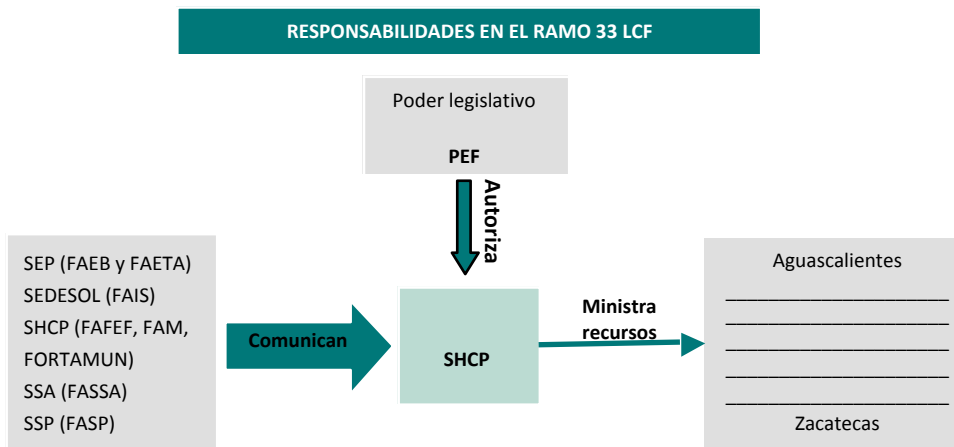 RESPONSABILIDADES EN EL RAMO 33 LCF
Poder legislativo
PEF
Autoriza
SEP (FAEB y FAETA)
SEDESOL (FAIS)
SHCP (FAFEF, FAM,
FORTAMUN)
SSA (FASSA)
SSP (FASP)
Comunican
SHCP
Ministra
recursos
Aguascalientes
Zacatecas